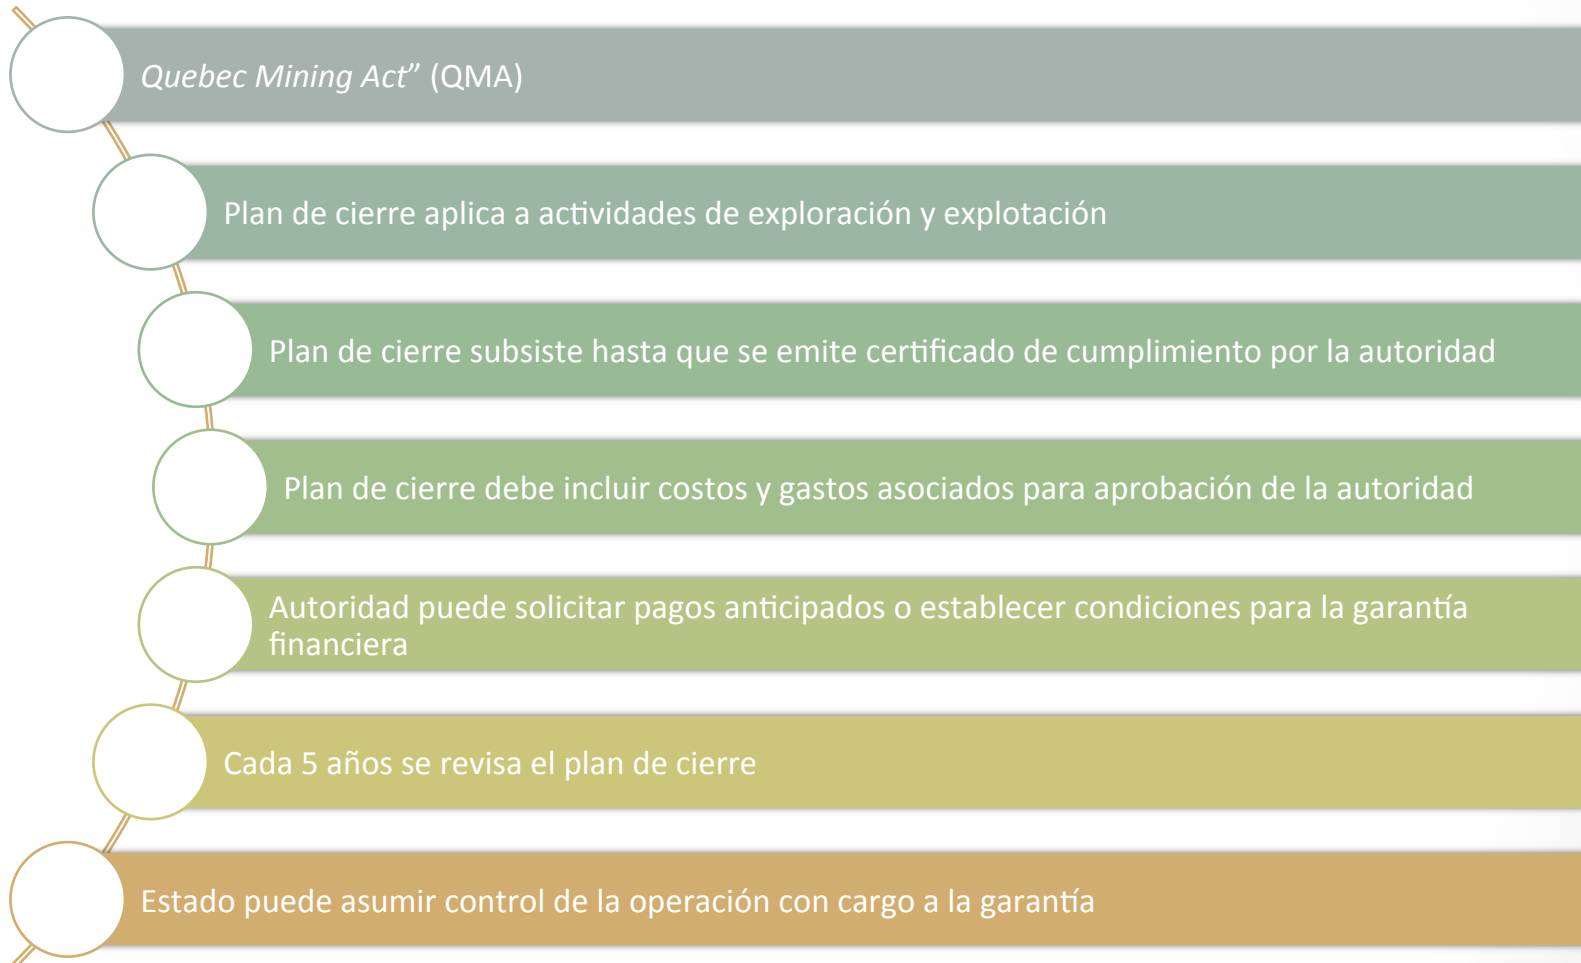 Quebec Mining Act” (QMA)
Plan de cierre aplica a actividades de exploración y explotación
Plan de cierre subsiste hasta que se emite certificado de cumplimiento por la autoridad
Plan de cierre debe incluir costos y gastos asociados para aprobación de la autoridad
Autoridad puede solicitar pagos anticipados o establecer condiciones para la garantía
financiera
Cada 5 años se revisa el plan de cierre
Estado puede asumir control de la operación con cargo a la garantía